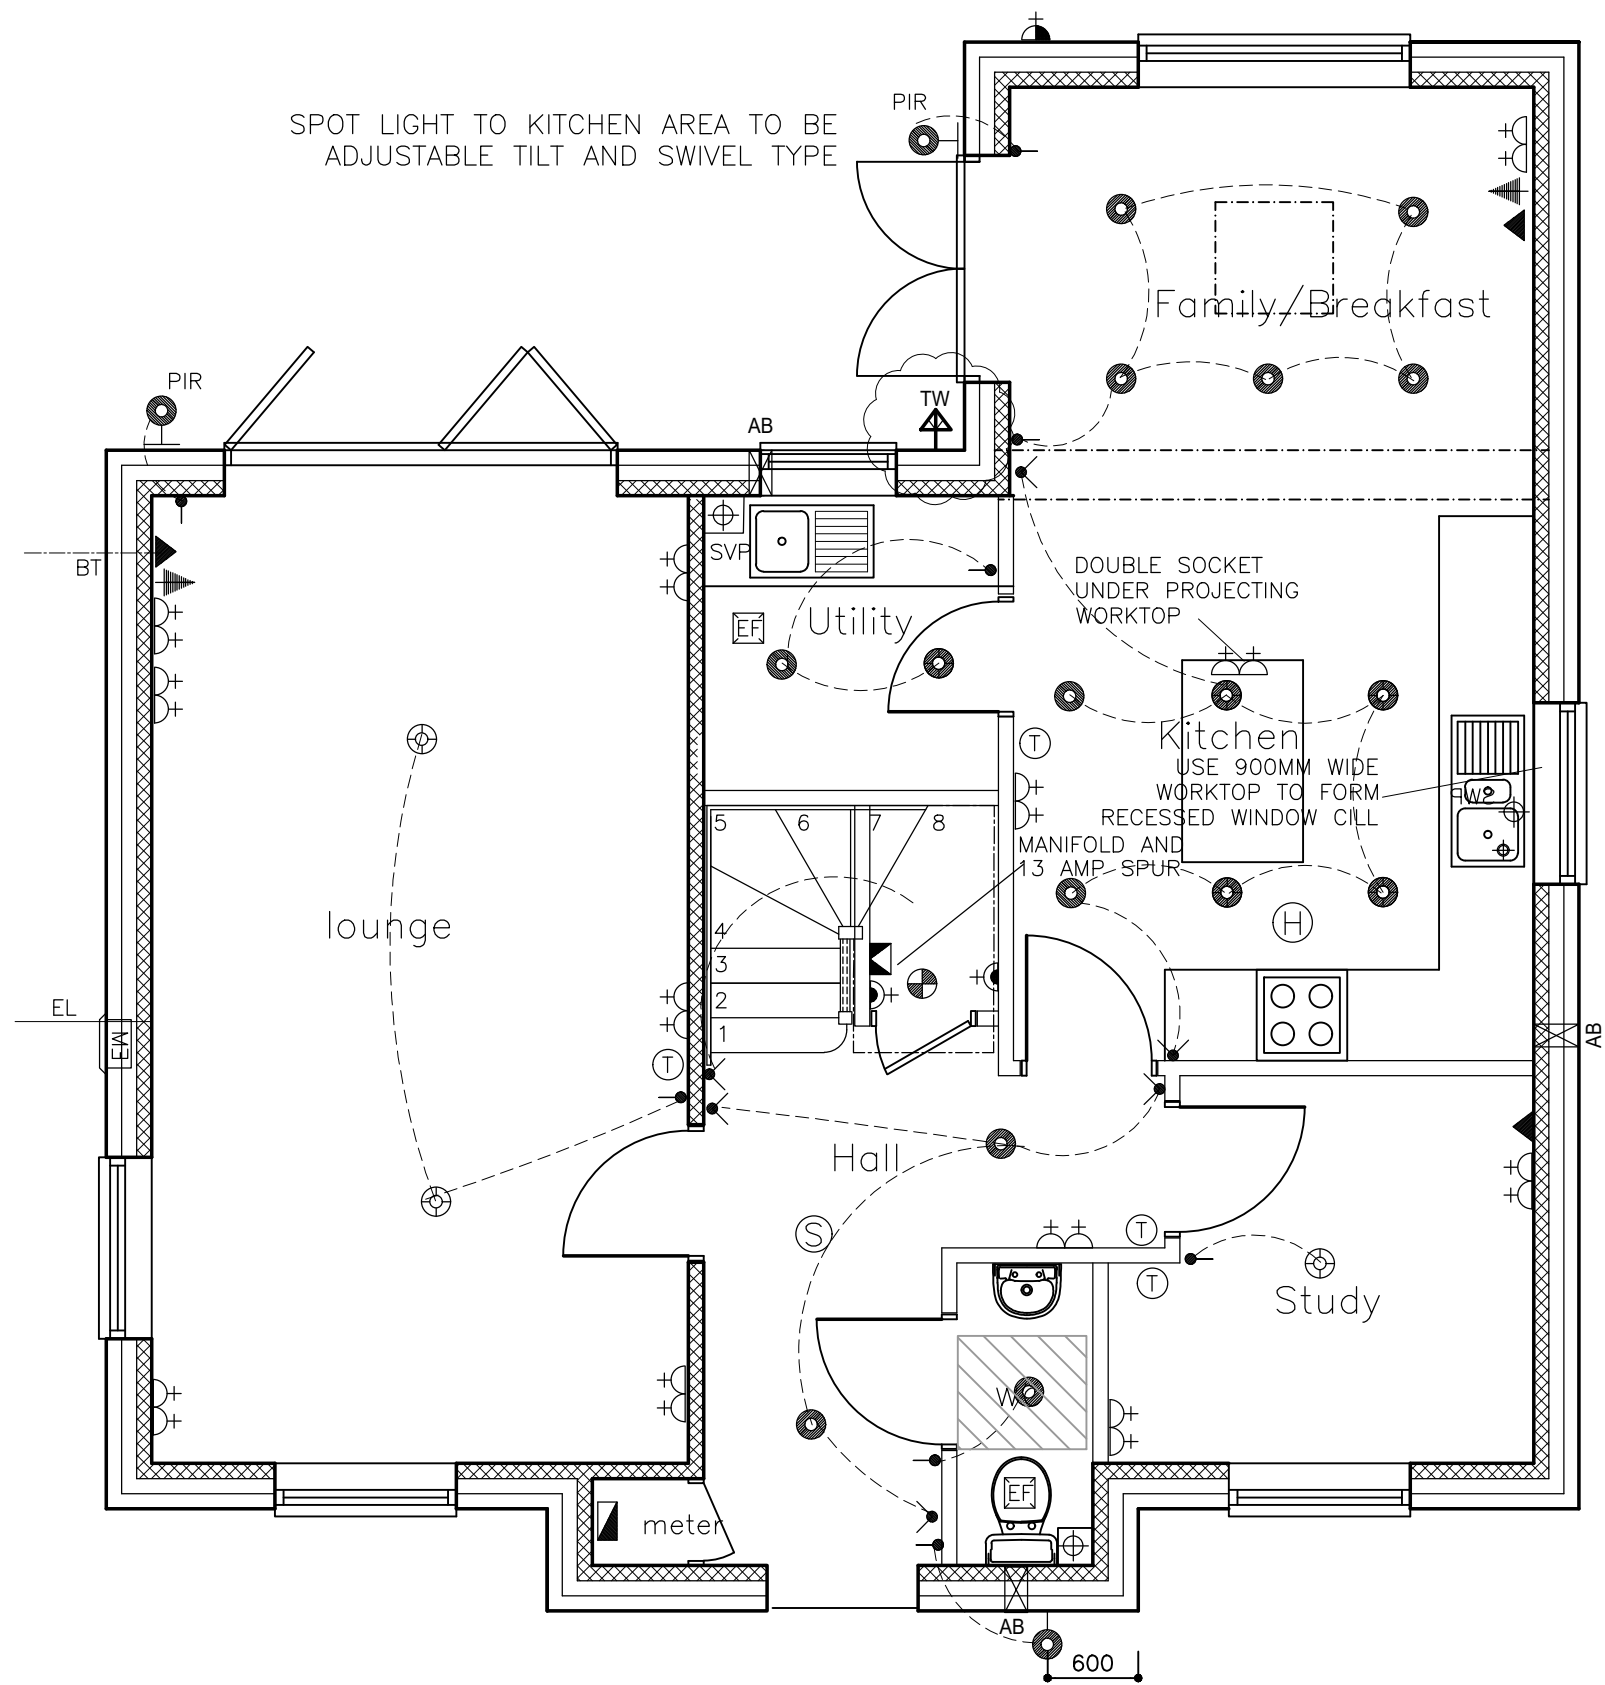 PIR
SPOT LIGHT TO KITCHEN AREA TO BE
ADJUSTABLE TILT AND SWIVEL TYPE
Family/Breakfast
PIR
TW
AB
SVP
BT
DOUBLE SOCKET
UNDER PROJECTING
WORKTOP
EF
Utility
T
Kitchen
USE 900MM WIDE
WORKTOP TO FORM
RECESSED WINDOW CILL
MANIFOLD AND
13 AMP SPUR
5 6 7 8
4
3
2
1
lounge
H
EL
EM
AB
T
Hall
S
T
T
Study
W
EF
meter
AB
600